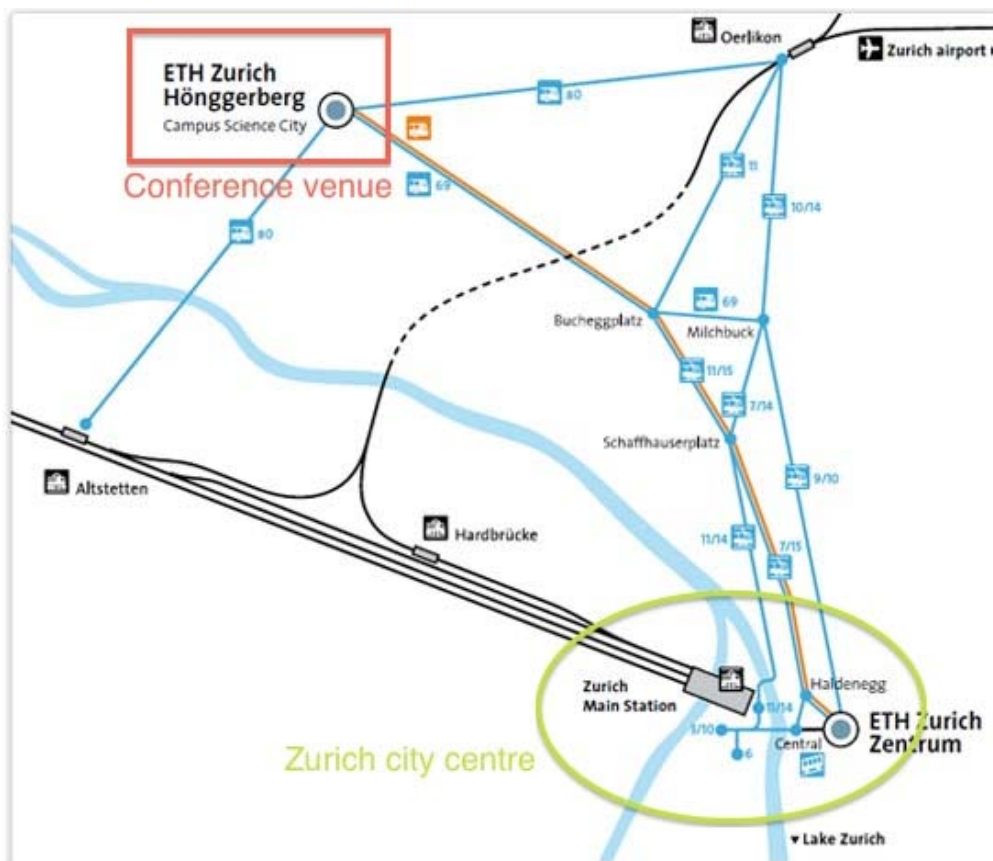 Oerlikon
Zurich airport
ETH Zurich
Hönggerberg
Campus Science City
80
Conference venue
69
11
80
10/14
69
Bucheggplatz
Milchbuck
11/15
7/14
Schaffhauserplatz
Altstetten
9/10
Hardbrücke
11/14
7/15
Zurich
Main Station
Haldenegg
11/14
ETH Zurich
Zentrum
Central
6
Zurich city centre
▾ Lake Zurich